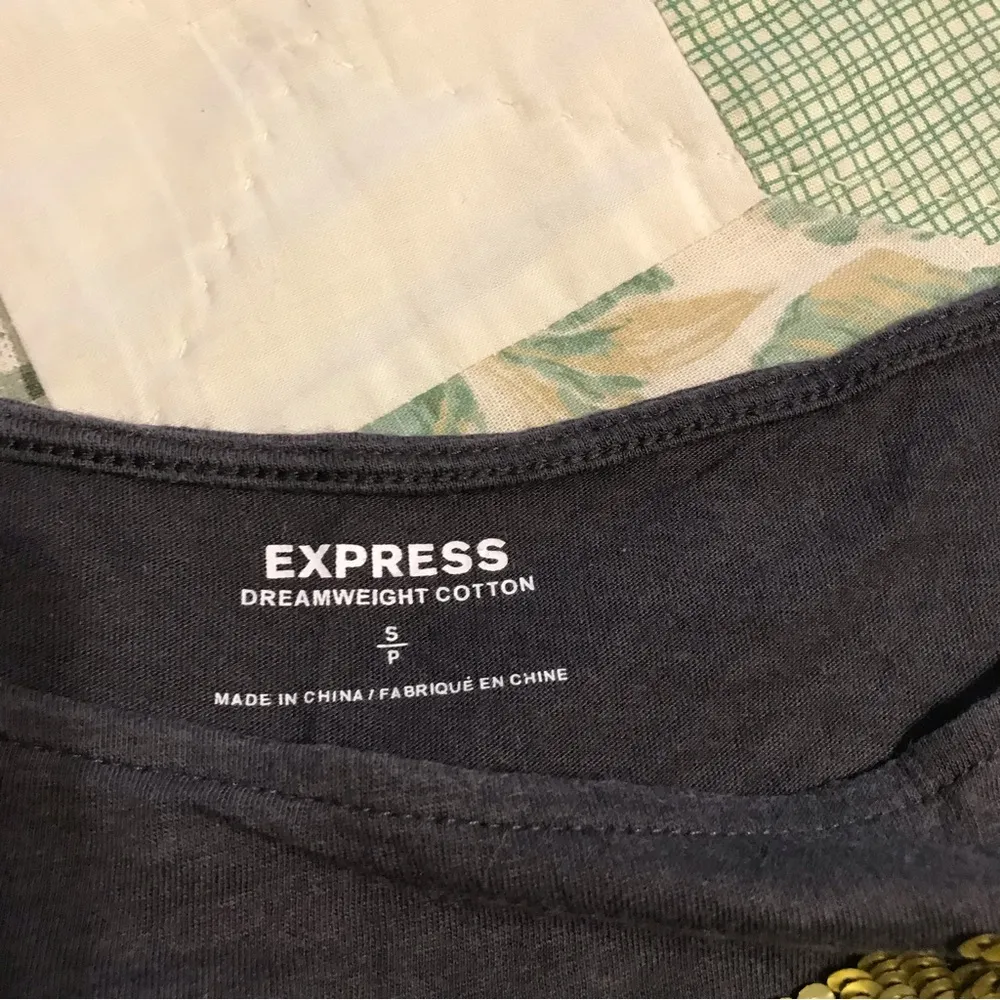 EXPRESS
DREAMWEIGHT COTTON
S
P
MADE IN CHINA / FABRIQUÉ EN CHINE